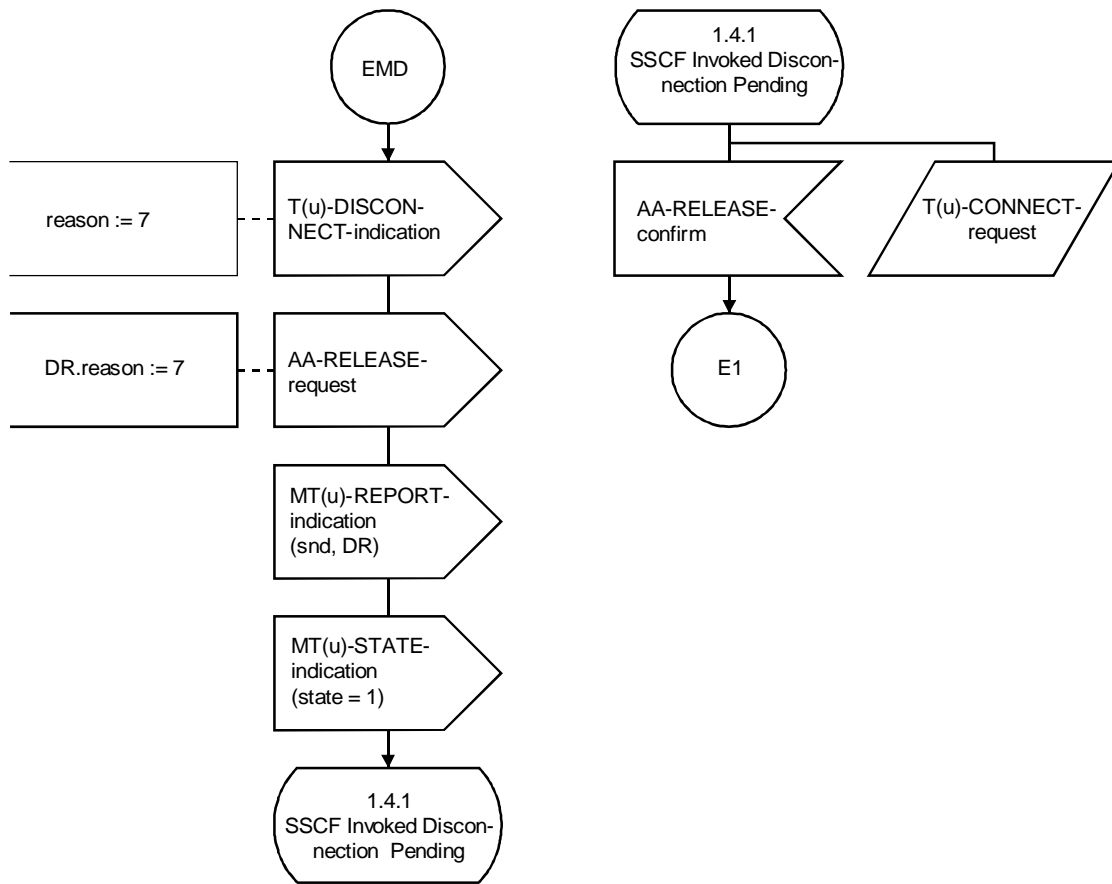 EMD
reason := 7
T(u)-DISCON-
NECT-indication
DR.reason := 7
AA-RELEASE-
request
MT(u)-REPORT-
indication
(snd, DR)
MT(u)-STATE-
indication
(state = 1)
1.4.1
SSCF Invoked Discon-
nection Pending
1.4.1
SSCF Invoked Discon-
nection Pending
AA-RELEASE-
confirm
T(u)-CONNECT-
request
E1